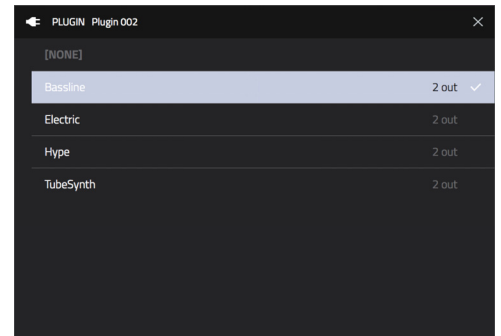 PLUGIN Plugin 002
[NONE]
Bassline 2 out
Electric 2 out
Hype 2 out
TubeSynth 2 out